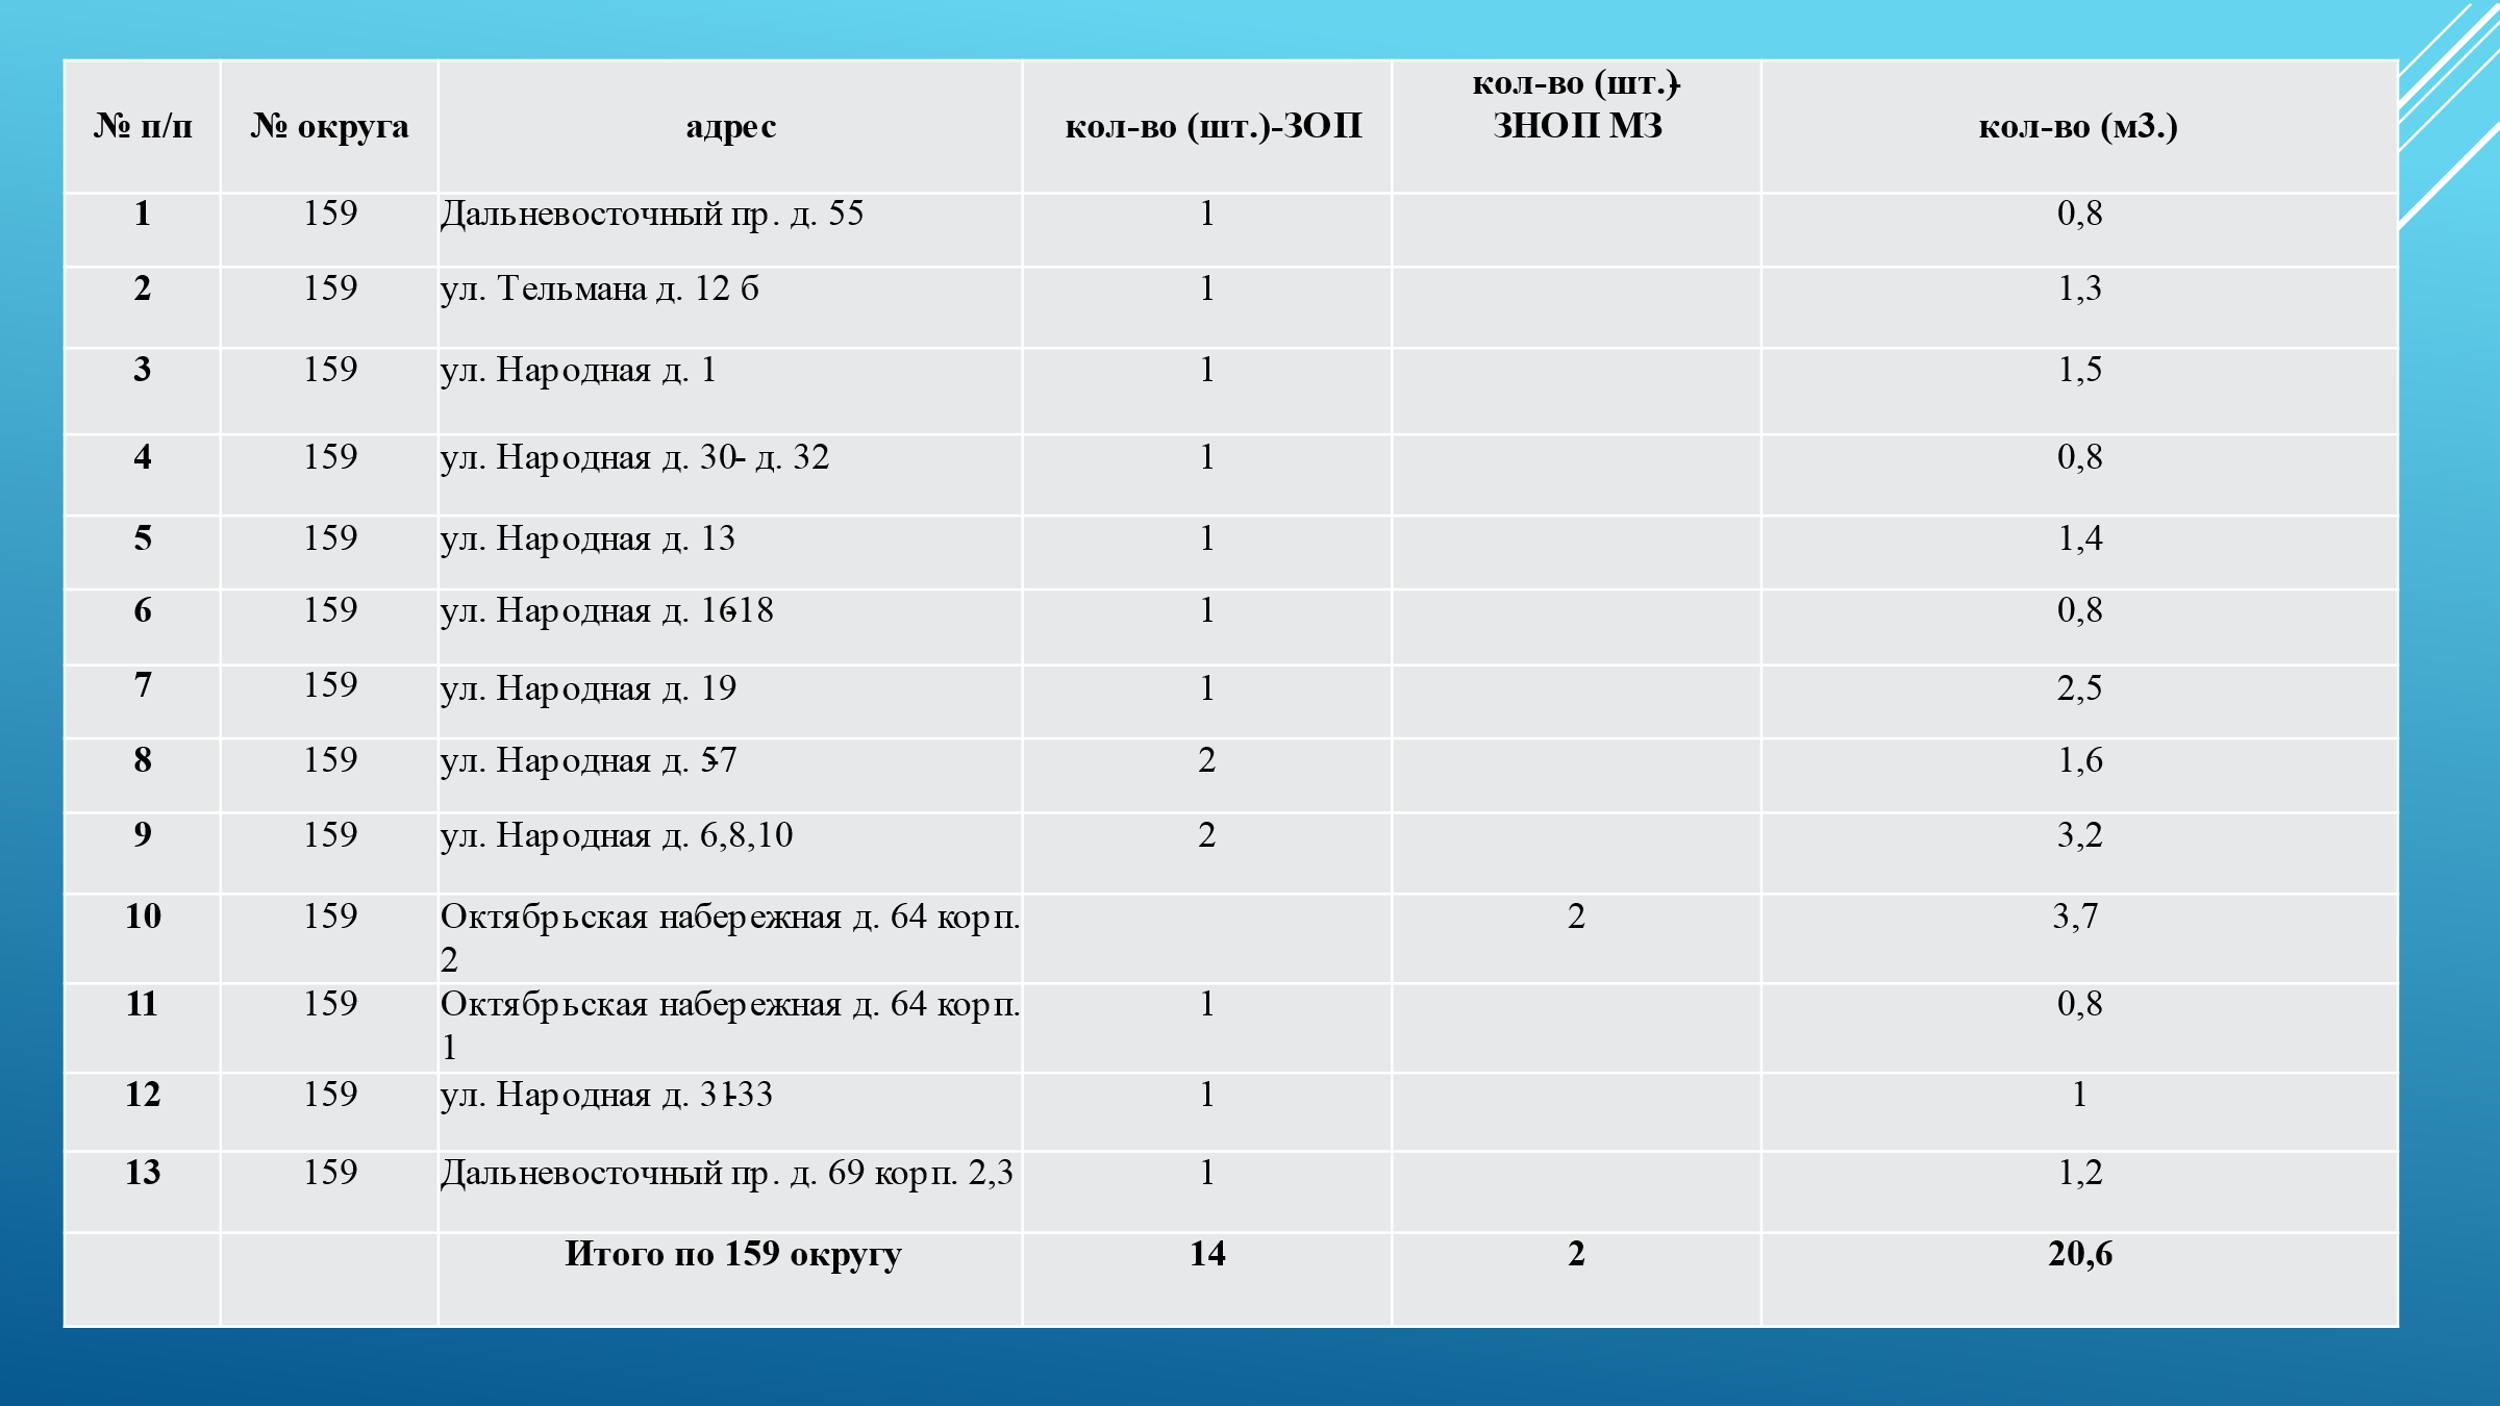 № п/п № округа адрес кол-во (шт.)-ЗОП кол-во (шт.)-
ЗНОП МЗ кол-во (м3.)
1 159 Дальневосточный пр. д. 55 1 0,8
2 159 ул. Тельмана д. 12 б 1 1,3
3 159 ул. Народная д. 1 1 1,5
4 159 ул. Народная д. 30- д. 32 1 0,8
5 159 ул. Народная д. 13 1 1,4
6 159 ул. Народная д. 16-18 1 0,8
7 159 ул. Народная д. 19 1 2,5
8 159 ул. Народная д. 5-7 2 1,6
9 159 ул. Народная д. 6,8,10 2 3,2
10 159 Октябрьская набережная д. 64 корп. 2 3,7
2
11 159 Октябрьская набережная д. 64 корп. 1 0,8
1
12 159 ул. Народная д. 31-33 1 1
13 159 Дальневосточный пр. д. 69 корп. 2,3 1 1,2
Итого по 159 округу 14 2 20,6